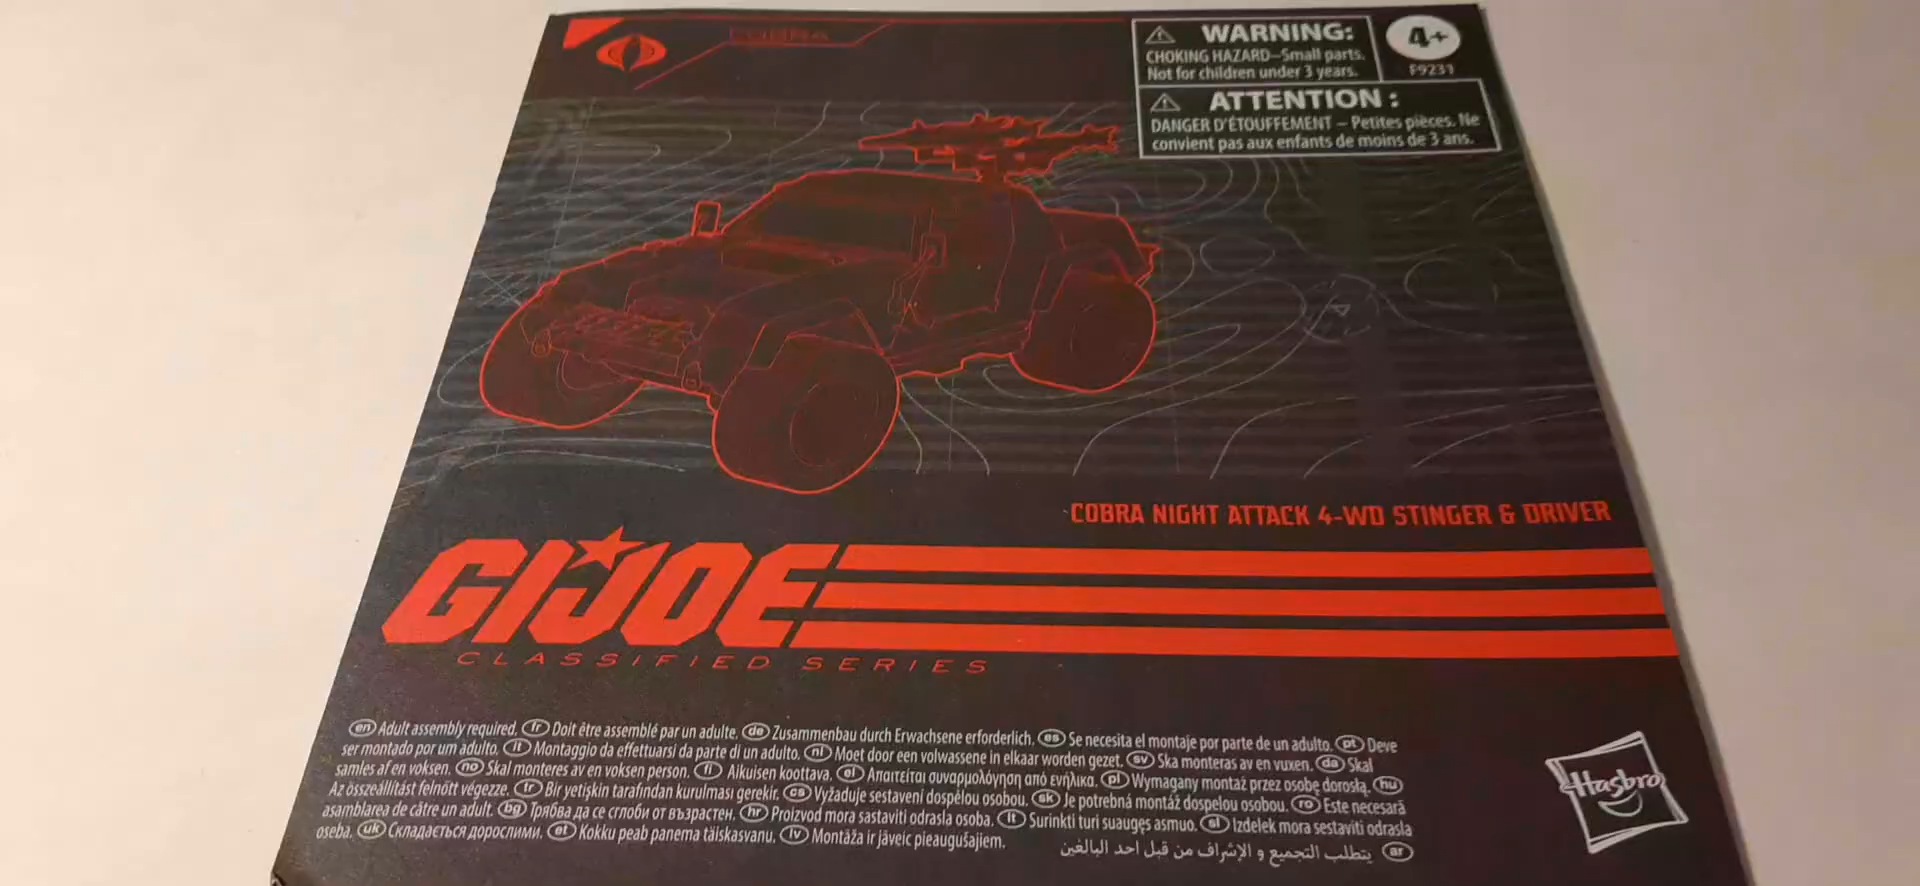 COBRA
WARNING:
CHOKING HAZARD—Small parts.
Not for children under 3 years.
4+
F9231
ATTENTION :
DANGER D'ÉTOUFFEMENT – Petites pièces. Ne
convient pas aux enfants de moins de 3 ans.
COBRA NIGHT ATTACK 4-WD STINGER & DRIVER
GIJOE
CLASSIFIED SERIES
en Adult assembly required. fr Doit être assemblé par un adulte. de Zusammenbau durch Erwachsene erforderlich. es Se necesita el montaje por parte de un adulto. pt Deve
ser montado por um adulto. it Montaggio da effettuarsi da parte di un adulto. nl Moet door een volwassene in elkaar worden gezet. sv Ska monteras av en vuxen. da Skal
samles af en voksen. no Skal monteres av en voksen person. fi Aikuisen koottava. el Απαιτείται συναρμολόγηση από ενήλικα. pl Wymagany montaż przez osobę dorosłą. hu
Az összeállítást felnőtt végezze. tr Bir yetişkin tarafından kurulması gerekir. cs Vyžaduje sestavení dospělou osobou. sk Je potrebná montáž dospelou osobou. ro Este necesară
asamblarea de către un adult. bg Трябва да се сглоби от възрастен. hr Proizvod mora sastaviti odrasla osoba. lt Surinkti turi suaugęs asmuo. sl Izdelek mora sestaviti odrasla
oseba. uk Складається дорослими. et Kokku peab panema täiskasvanu. lv Montāža ir jāveic pieaugušajiem.
ar يتطلب التجميع و الإشراف من قبل احد البالغين
Hasbro